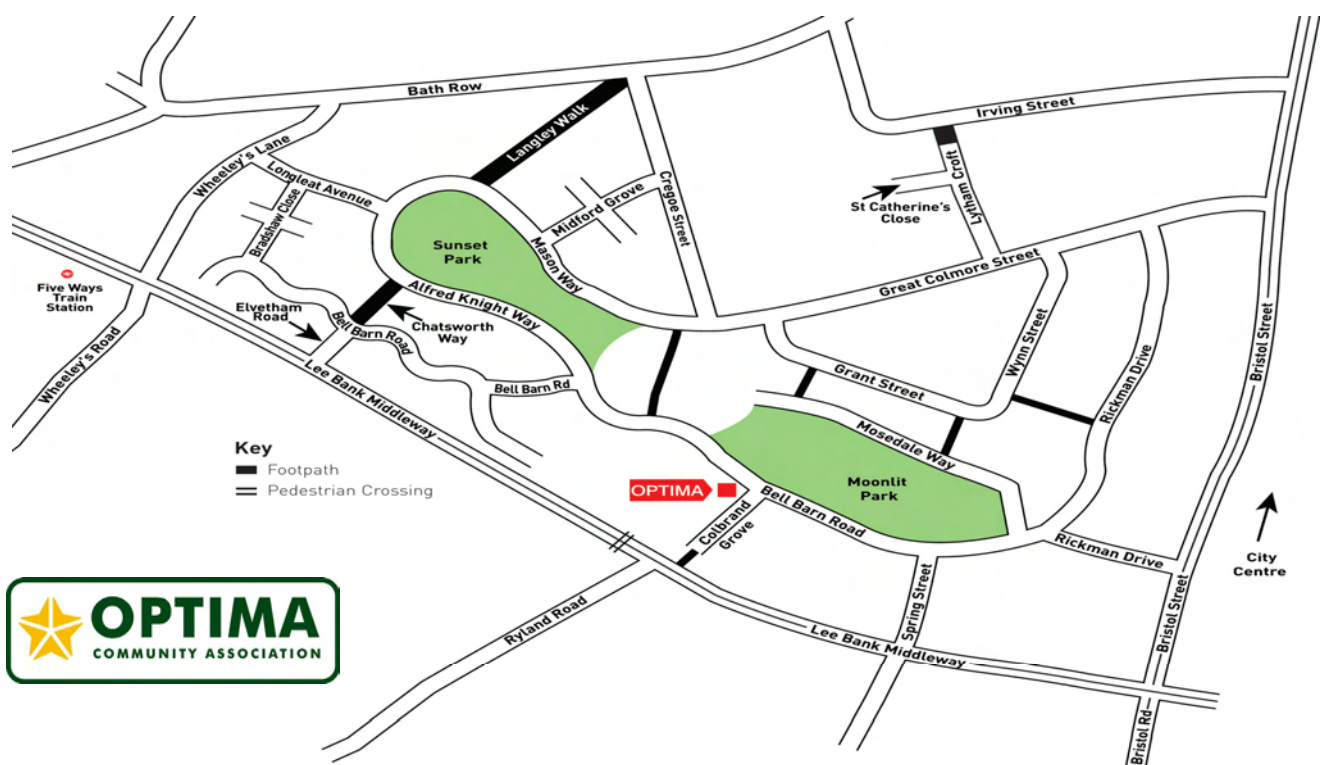 Bath Row
Irving Street
Langley Walk
Wheeley's Lane
Longleat Avenue
Bradshaw Close
Midford Grove
Cregoe Street
Lytham Croft
St Catherine's
Close
Sunset
Park
Mason Way
Great Colmore Street
Five Ways
Train
Station
Elvetham
Road
Alfred Knight Way
Chatsworth
Way
Bell Barn Road
Wheeley's Road
Lee Bank Middleway
Bell Barn Rd
Grant Street
Wynn Street
Rickman Drive
Bristol Street
Mosedale Way
Key
Footpath
Pedestrian Crossing
OPTIMA
Moonlit
Park
Bell Barn Road
Colbrand
Grove
Rickman Drive
City
Centre
Spring Street
Bristol Street
Ryland Road
Lee Bank Middleway
Bristol Rd
OPTIMA
COMMUNITY ASSOCIATION